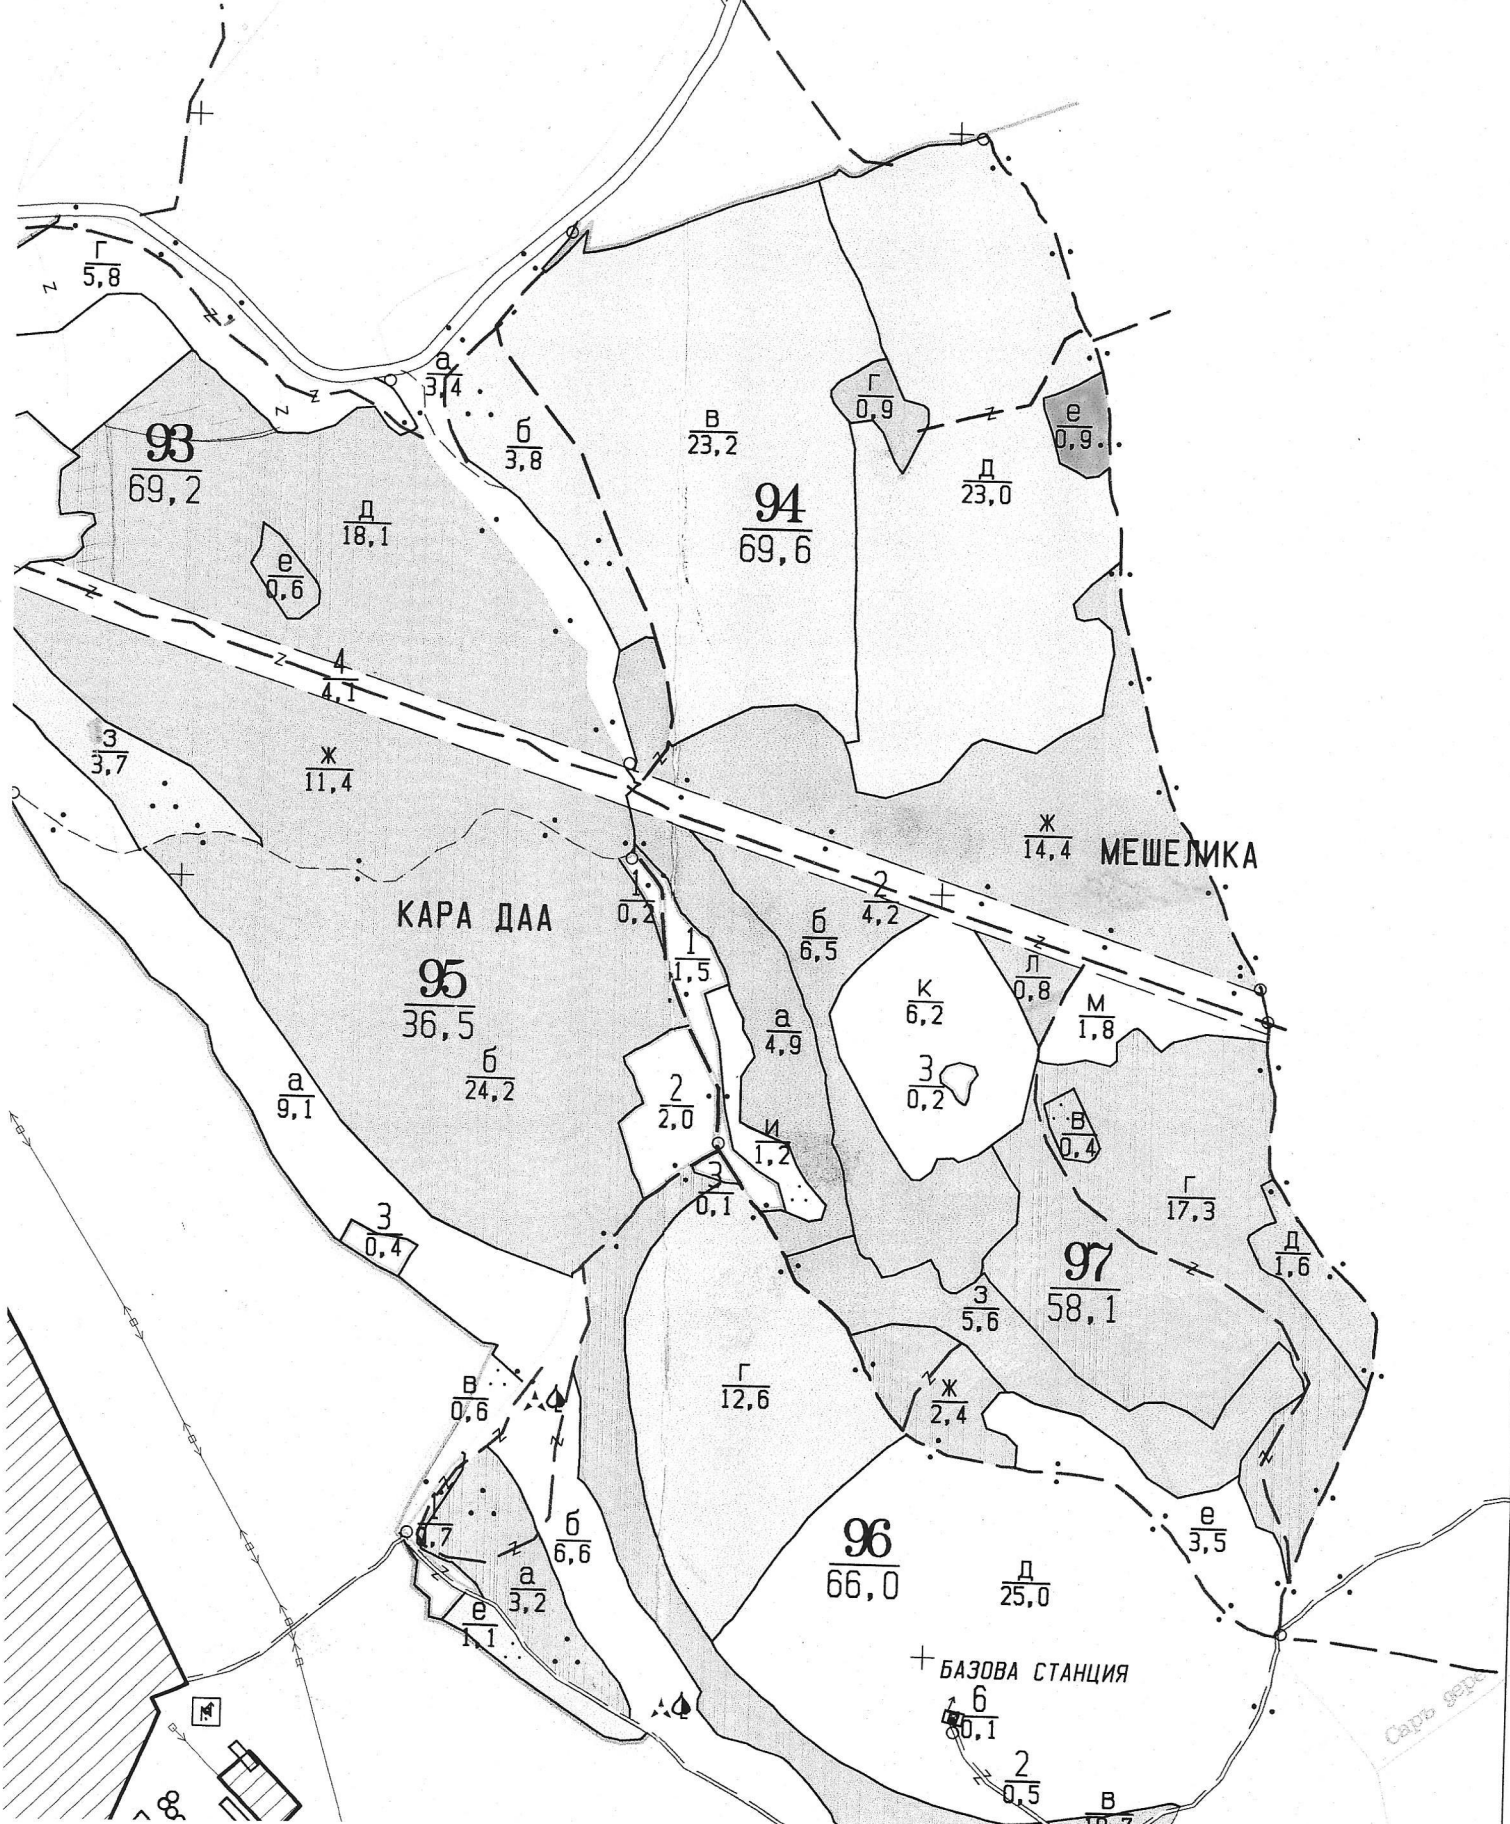 г
5,8
а
3,4
б
3,8
в
23,2
г
0,9
е
0,9
93
69,2
д
18,1
94
69,6
д
23,0
е
0,6
4
4,1
з
3,7
ж
11,4
ж
14,4
МЕШЕЛИКА
КАРА ДАА
1
0,2
2
4,2
б
6,5
1
1,5
л
0,8
95
36,5
к
6,2
м
1,8
а
4,9
б
24,2
а
9,1
2
2,0
3
0,2
в
0,4
и
1,2
3
0,1
г
17,3
3
0,4
д
1,6
97
58,1
з
5,6
г
12,6
в
0,6
ж
2,4
96
66,0
б
6,6
е
3,5
а
3,2
д
25,0
е
1,1
БАЗОВА СТАНЦИЯ
6
0,1
2
0,5
в
Саръ дере